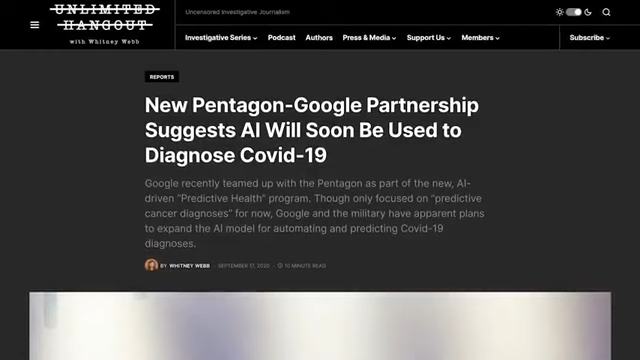 UNLIMITED
HANGOUT
with Whitney Webb
Uncensored Investigative Journalism
Investigative Series Podcast Authors Press & Media Support Us Members Subscribe
REPORTS
New Pentagon-Google Partnership
Suggests AI Will Soon Be Used to
Diagnose Covid-19
Google recently teamed up with the Pentagon as part of the new, AI-
driven "Predictive Health" program. Though only focused on "predictive
cancer diagnoses" for now, Google and the military have apparent plans
to expand the AI model for automating and predicting Covid-19
diagnoses.
BY WHITNEY WEBB SEPTEMBER 17, 2020 10 MINUTE READ